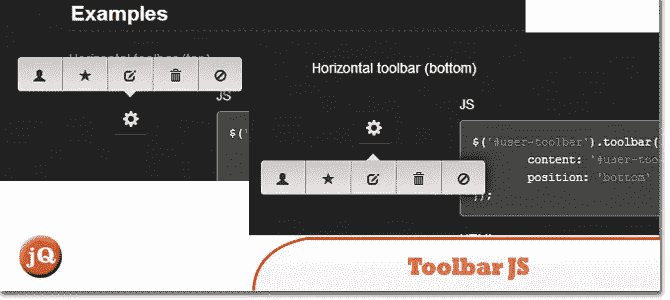 Examples
Horizontal toolbar (top)
JS
$('
Horizontal toolbar (bottom)
JS
$('#user-toolbar').toolbar(
content: '#user-too
position: 'bottom'
});
jQ
Toolbar JS